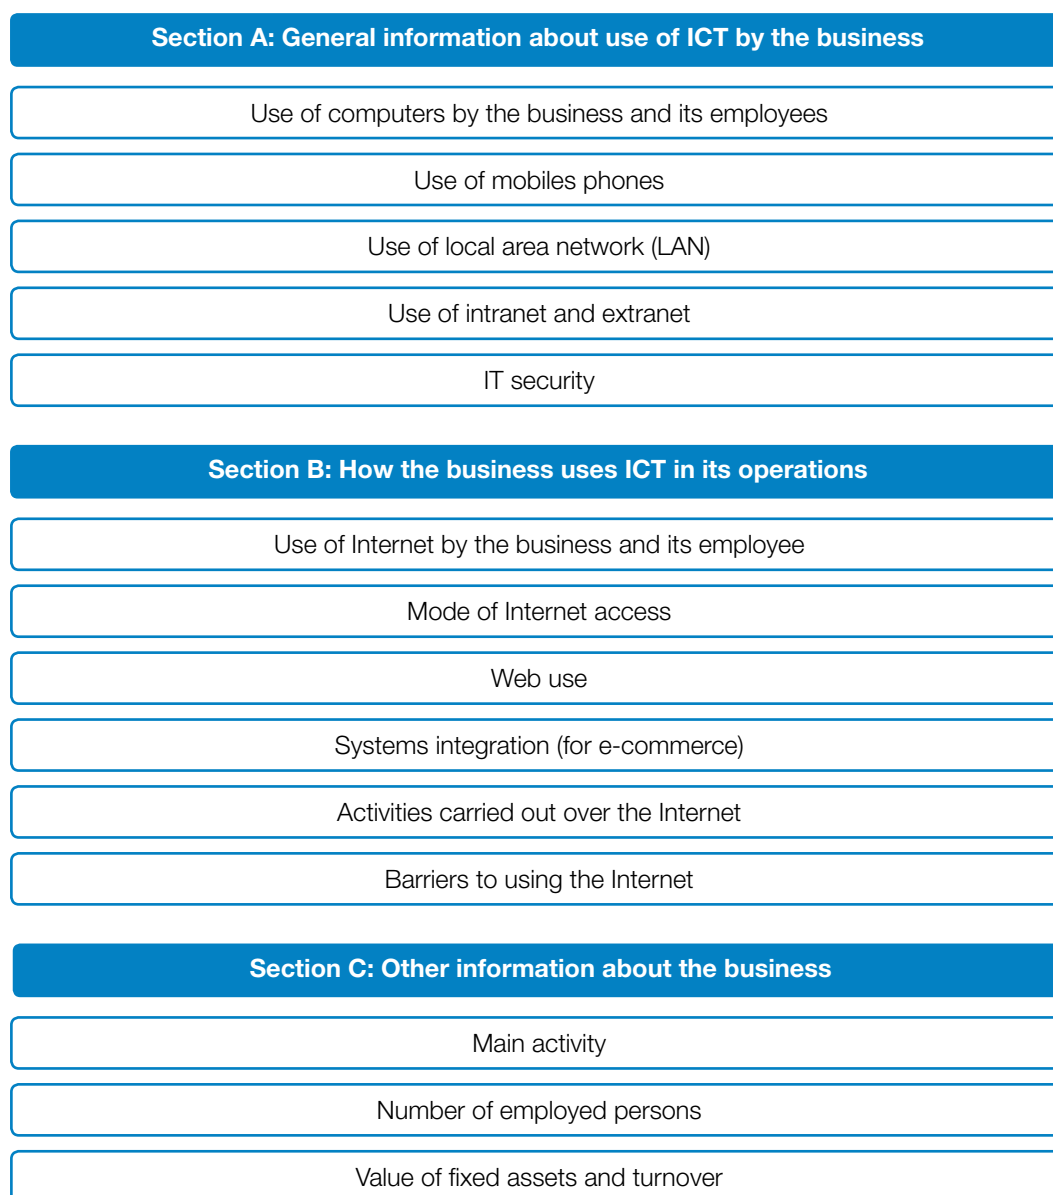 Section A: General information about use of ICT by the business
Use of computers by the business and its employees
Use of mobiles phones
Use of local area network (LAN)
Use of intranet and extranet
IT security
Section B: How the business uses ICT in its operations
Use of Internet by the business and its employee
Mode of Internet access
Web use
Systems integration (for e-commerce)
Activities carried out over the Internet
Barriers to using the Internet
Section C: Other information about the business
Main activity
Number of employed persons
Value of fixed assets and turnover